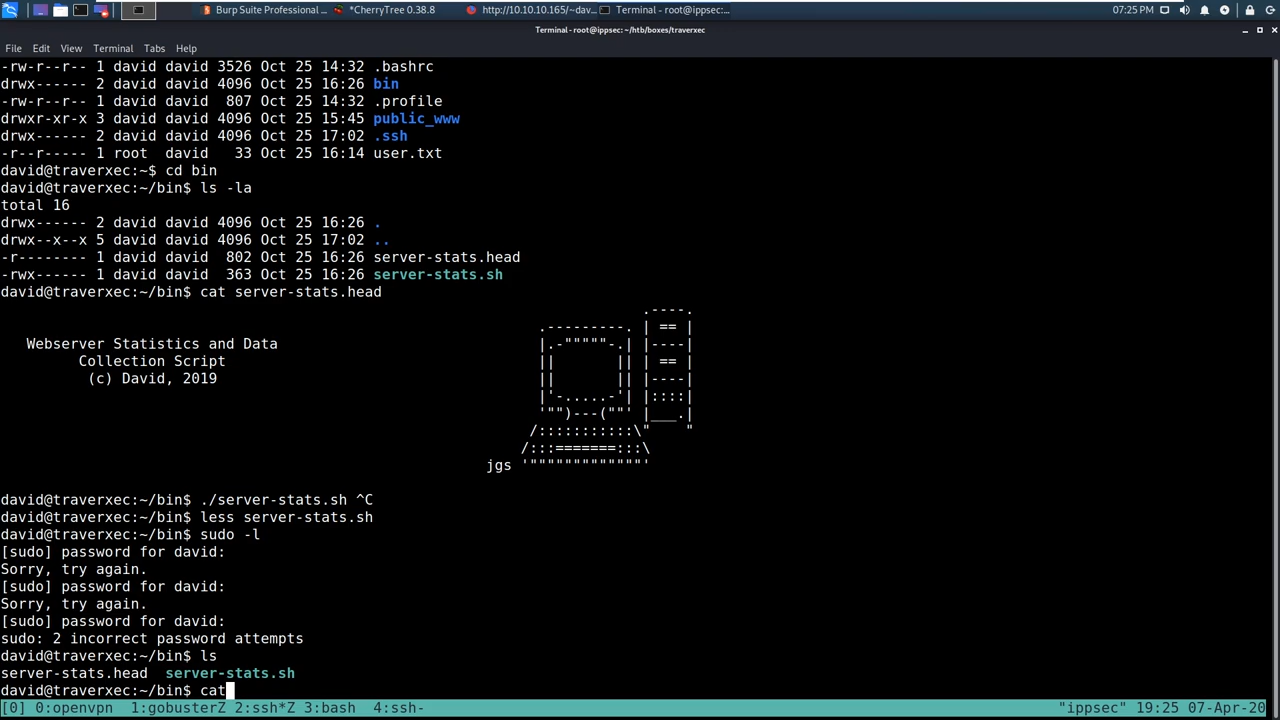 Burp Suite Professional ...
*CherryTree 0.38.8
http://10.10.10.165/~dav...
Terminal - root@ippsec:...
07:25 PM
Terminal - root@ippsec: ~/htb/boxes/traverxec
File Edit View Terminal Tabs Help
-rw-r--r-- 1 david david 3526 Oct 25 14:32 .bashrc
drwx------ 2 david david 4096 Oct 25 16:26 bin
-rw-r--r-- 1 david david  807 Oct 25 14:32 .profile
drwxr-xr-x 3 david david 4096 Oct 25 15:45 public_www
drwx------ 2 david david 4096 Oct 25 17:02 .ssh
-r--r----- 1 root  david   33 Oct 25 16:14 user.txt
david@traverxec:~$ cd bin
david@traverxec:~/bin$ ls -la
total 16
drwx------ 2 david david 4096 Oct 25 16:26 .
drwx--x--x 5 david david 4096 Oct 25 17:02 ..
-r-------- 1 david david  802 Oct 25 16:26 server-stats.head
-rwx------ 1 david david  363 Oct 25 16:26 server-stats.sh
david@traverxec:~/bin$ cat server-stats.head
                                                                          .----.
                                                              .---------. | == |
   Webserver Statistics and Data                              |.-"""""-.| |----|
         Collection Script                                    ||       || | == |
          (c) David, 2019                                     ||       || |----|
                                                              |'-.....-'| |::::|
                                                              '"")---(""' |___.|
                                                             /:::::::::::\"    "
                                                            /:::=======:::\
                                                        jgs '"""""""""""""'
david@traverxec:~/bin$ ./server-stats.sh ^C
david@traverxec:~/bin$ less server-stats.sh
david@traverxec:~/bin$ sudo -l
[sudo] password for david:
Sorry, try again.
[sudo] password for david:
Sorry, try again.
[sudo] password for david:
sudo: 2 incorrect password attempts
david@traverxec:~/bin$ ls
server-stats.head  server-stats.sh
david@traverxec:~/bin$ cat
[0] 0:openvpn  1:gobusterZ 2:ssh*Z 3:bash  4:ssh-    "ippsec" 19:25 07-Apr-20